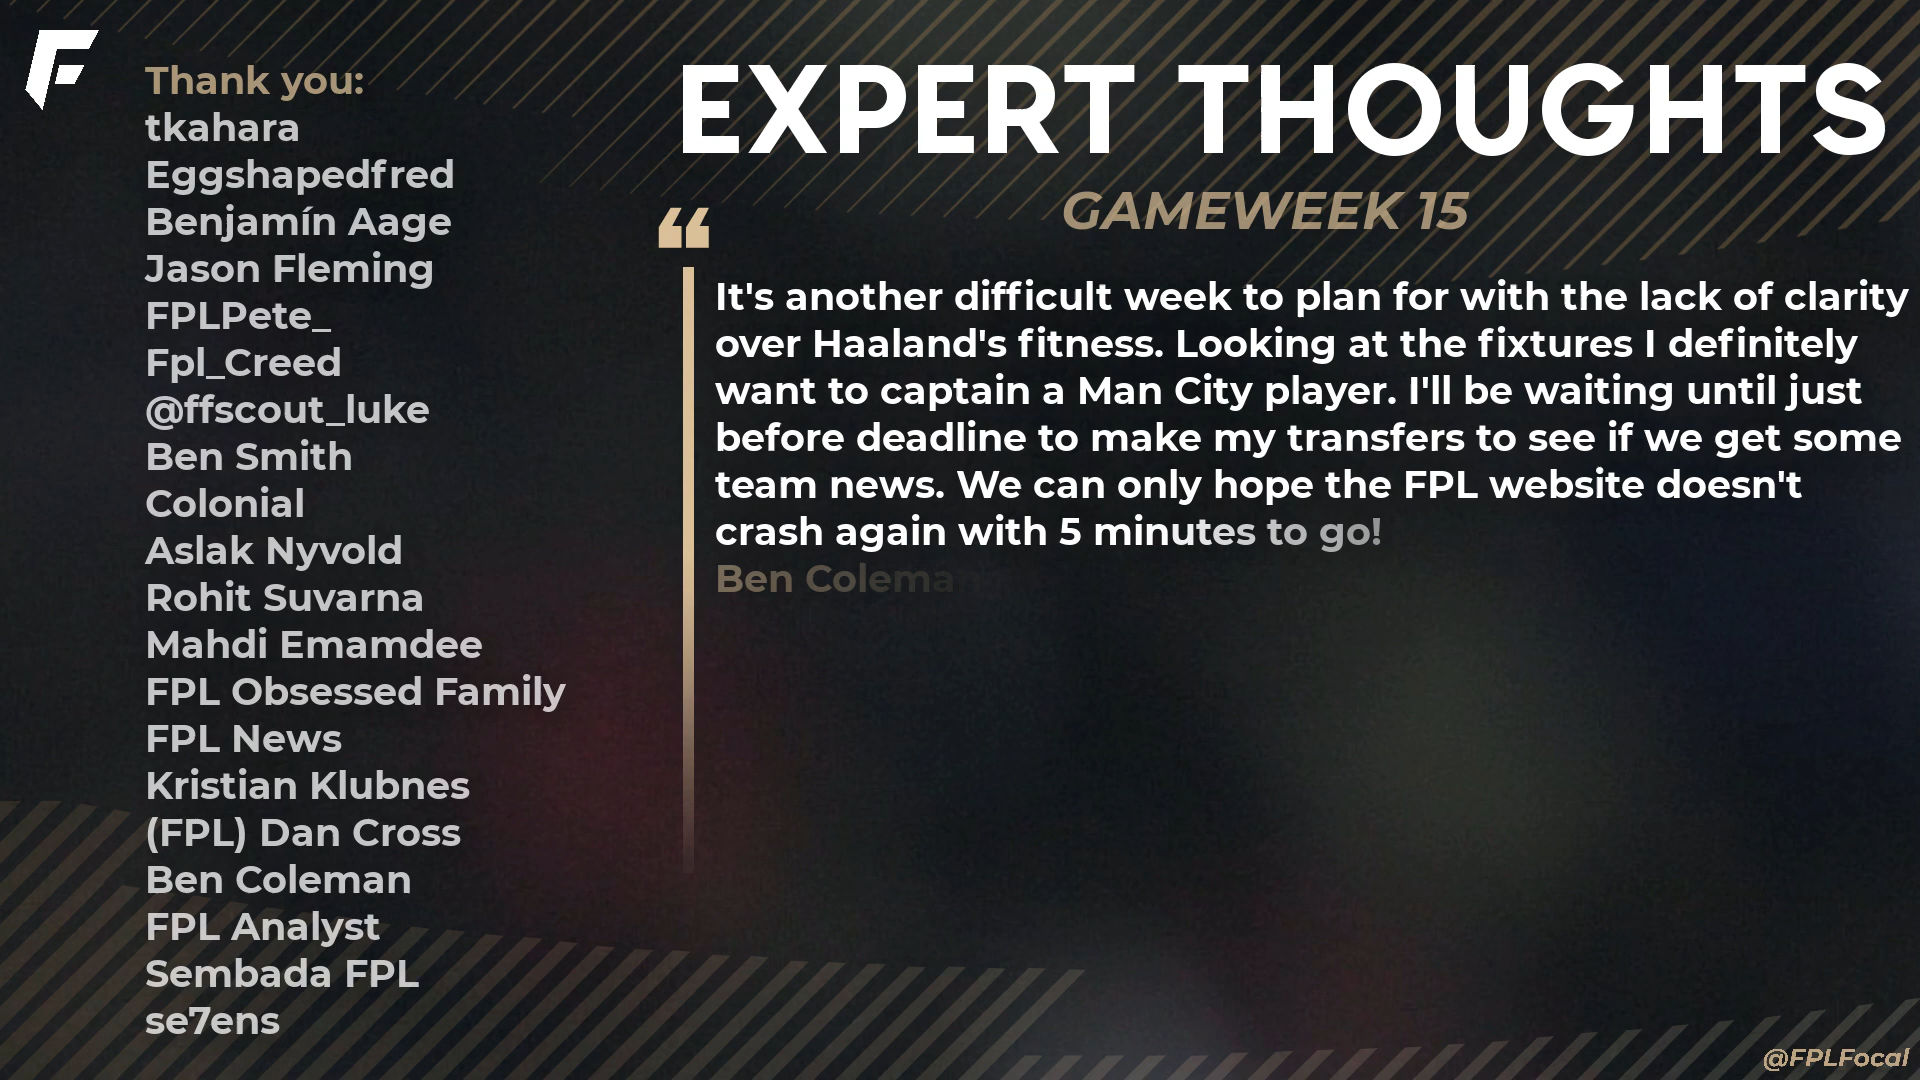 Thank you:
tkahara
Eggshapedfred
Benjamín Aage
Jason Fleming
FPLPete_
Fpl_Creed
@ffscout_luke
Ben Smith
Colonial
Aslak Nyvold
Rohit Suvarna
Mahdi Emamdee
FPL Obsessed Family
FPL News
Kristian Klubnes
(FPL) Dan Cross
Ben Coleman
FPL Analyst
Sembada FPL
se7ens
EXPERT THOUGHTS
GAMEWEEK 15
❝
It's another difficult week to plan for with the lack of clarity
over Haaland's fitness. Looking at the fixtures I definitely
want to captain a Man City player. I'll be waiting until just
before deadline to make my transfers to see if we get some
team news. We can only hope the FPL website doesn't
crash again with 5 minutes to go!
Ben Coleman
@FPLFocal